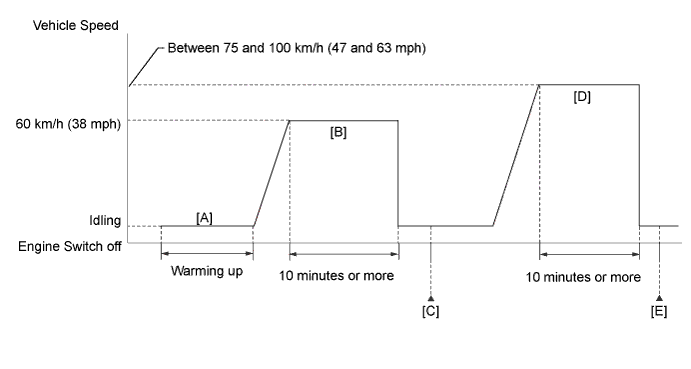 Vehicle Speed
Between 75 and 100 km/h (47 and 63 mph)
[D]
60 km/h (38 mph)
[B]
Idling
[A]
Engine Switch off
Warming up
10 minutes or more
10 minutes or more
[C]
[E]